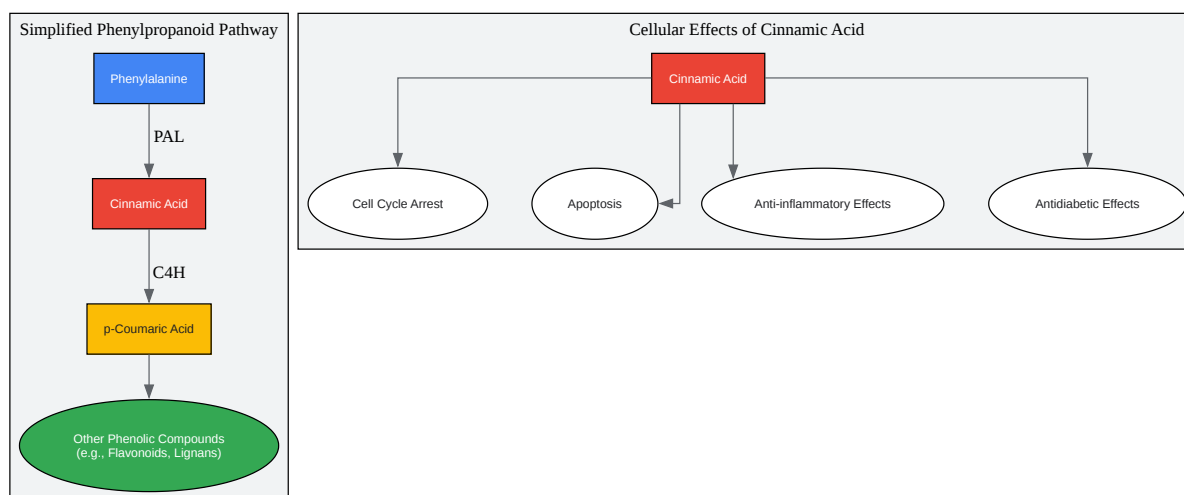 Simplified Phenylpropanoid Pathway
Phenylalanine
PAL
Cinnamic Acid
C4H
p-Coumaric Acid
Other Phenolic Compounds
(e.g., Flavonoids, Lignans)
Cellular Effects of Cinnamic Acid
Cinnamic Acid
Cell Cycle Arrest
Apoptosis
Anti-inflammatory Effects
Antidiabetic Effects